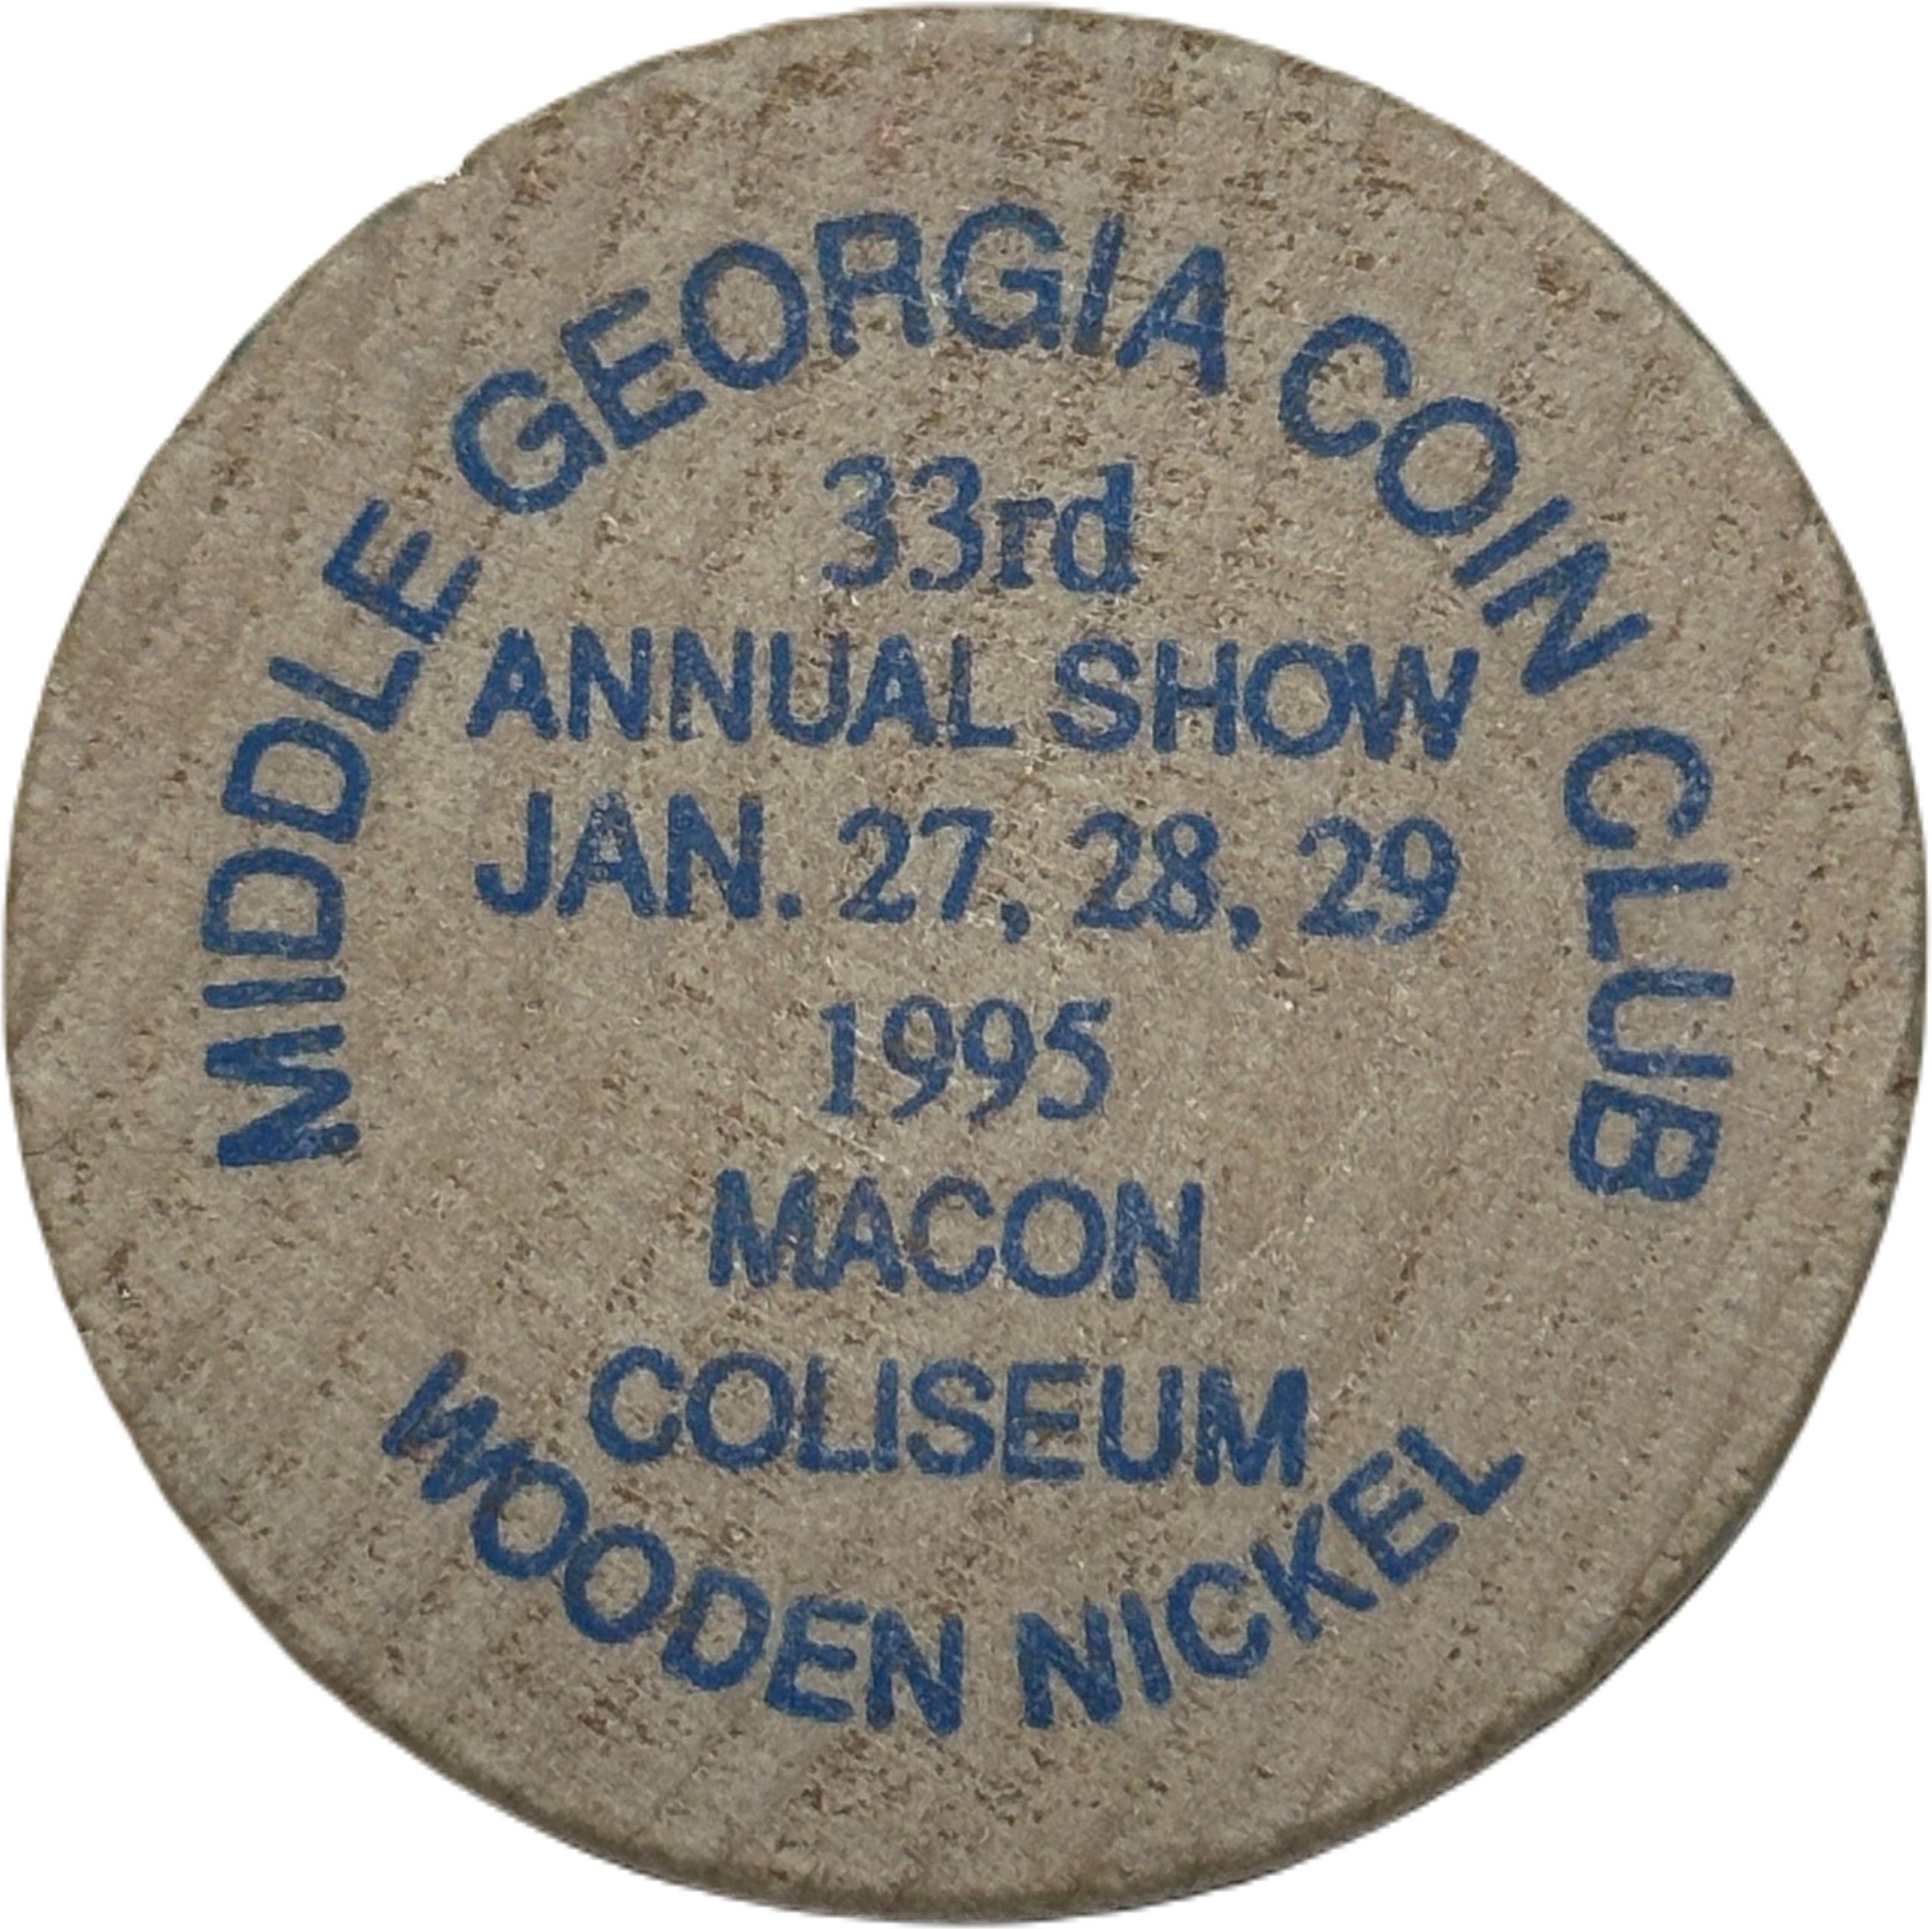 MIDDLE GEORGIA COIN CLUB
33rd
ANNUAL SHOW
JAN. 27, 28, 29
1995
MACON
COLISEUM
WOODEN NICKEL